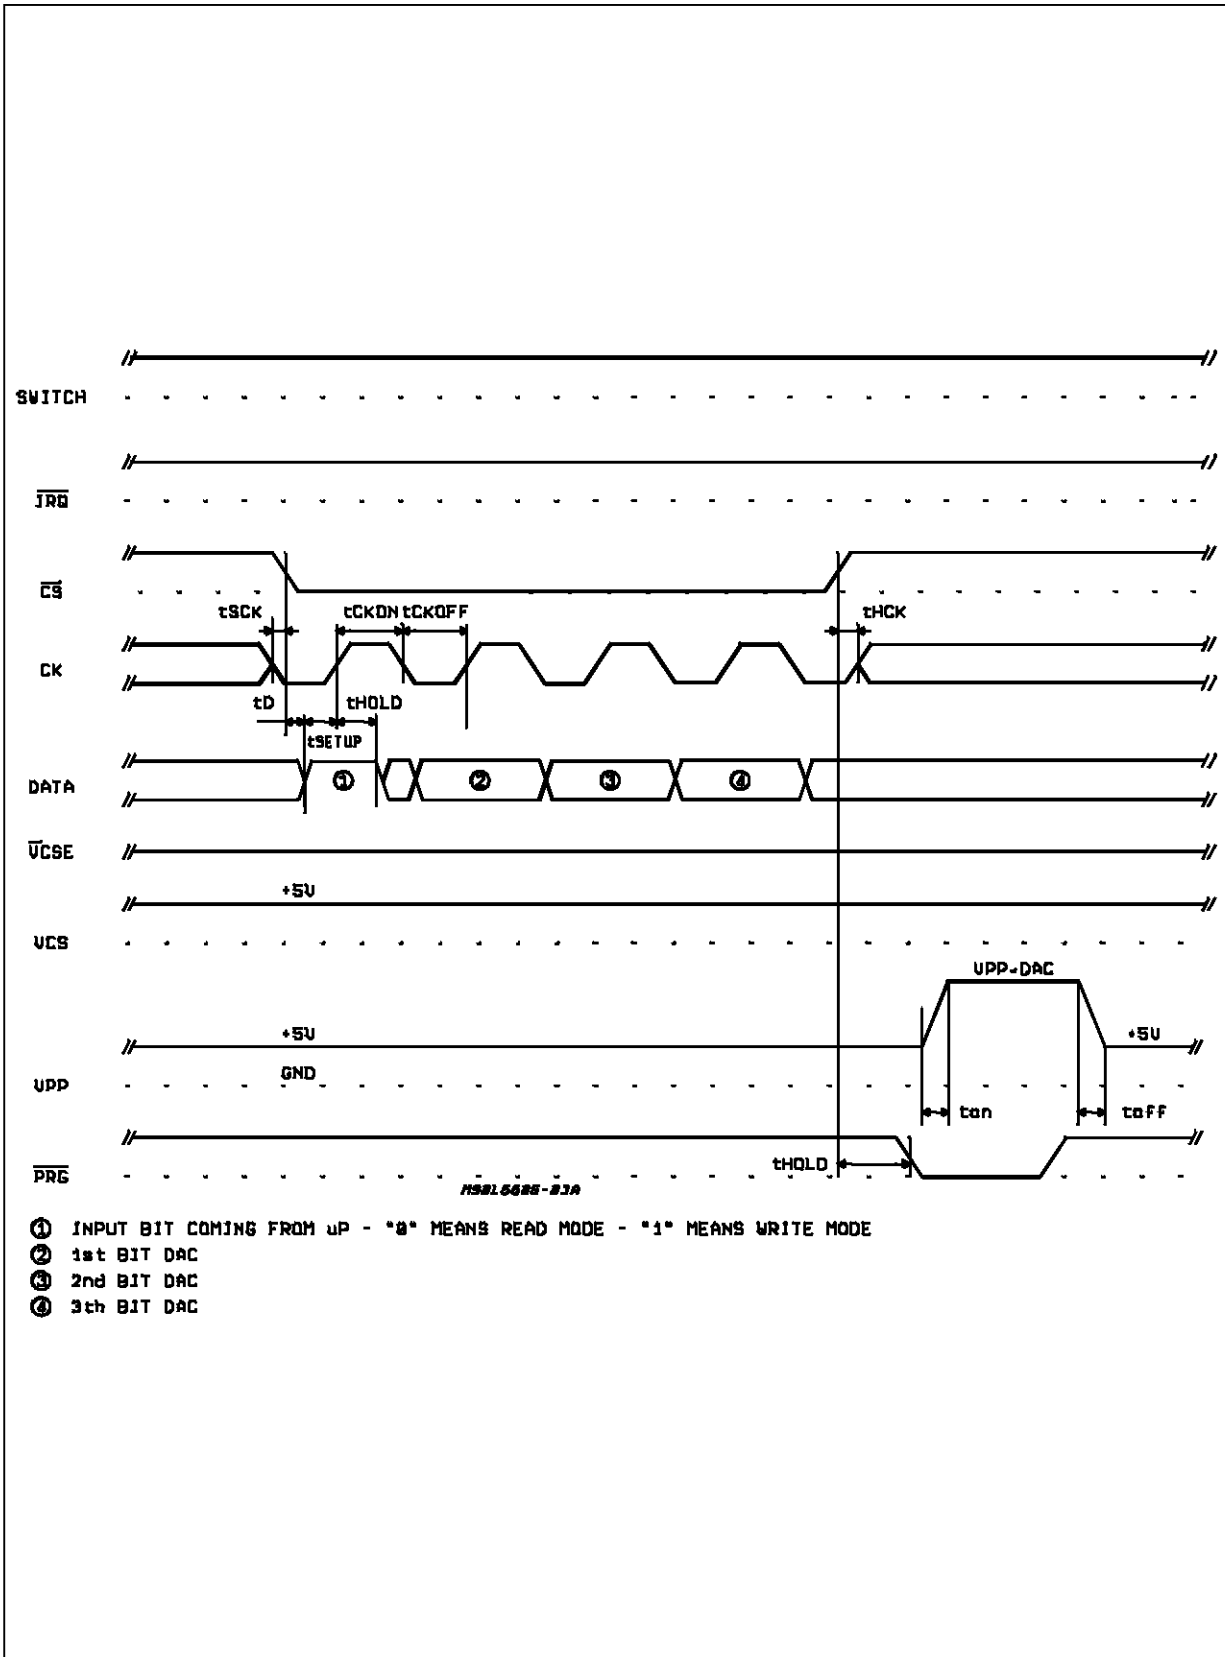 SWITCH
IRQ
CS
tSCK tCKON tCKOFF tHCK
CK
tD tHOLD
tSETUP
① ② ③ ④
DATA
VCSE
+5V
VCS
VPP-DAC
+5V +5V
GND
VPP
ton toff
tHOLD
PRG
① INPUT BIT COMING FROM uP - "0" MEANS READ MODE - "1" MEANS WRITE MODE
② 1st BIT DAC
③ 2nd BIT DAC
④ 3th BIT DAC